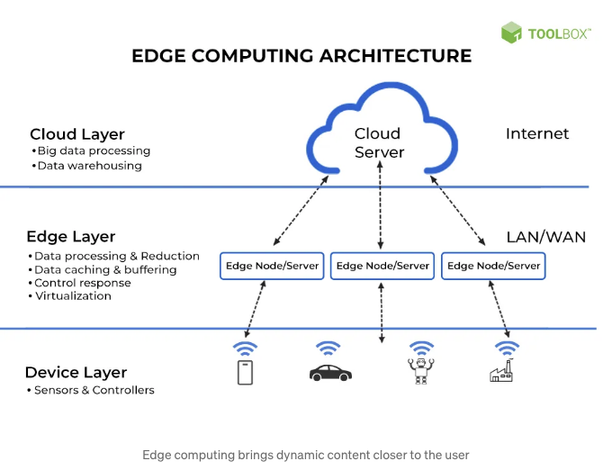 TOOLBOX™
EDGE COMPUTING ARCHITECTURE
Cloud Layer
•Big data processing
•Data warehousing
Cloud
Server
Internet
Edge Layer
•Data processing & Reduction
•Data caching & buffering
•Control response
•Virtualization
LAN/WAN
Edge Node/Server
Edge Node/Server
Edge Node/Server
Device Layer
• Sensors & Controllers
Edge computing brings dynamic content closer to the user